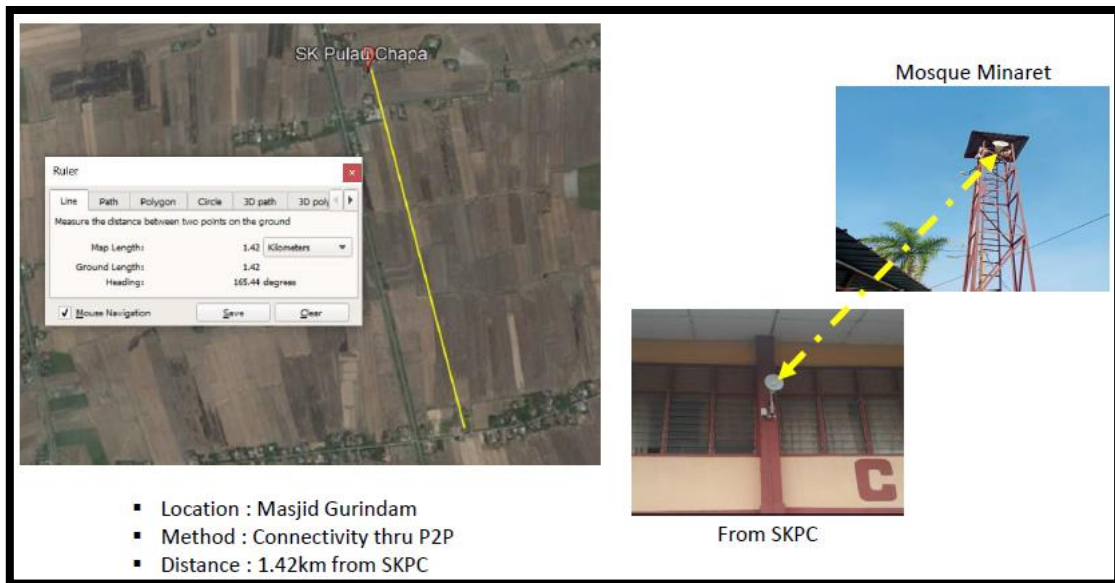 SK Pulau Chapa
Ruler
Line Path Polygon Circle 3D path 3D poly
Measure the distance between two points on the ground
Map Length: 1.42 Kilometers
Ground Length: 1.42
Heading: 165.44 degrees
Mouse Navigation Save Clear
Mosque Minaret
C
From SKPC
▪ Location : Masjid Gurindam
▪ Method : Connectivity thru P2P
▪ Distance : 1.42km from SKPC